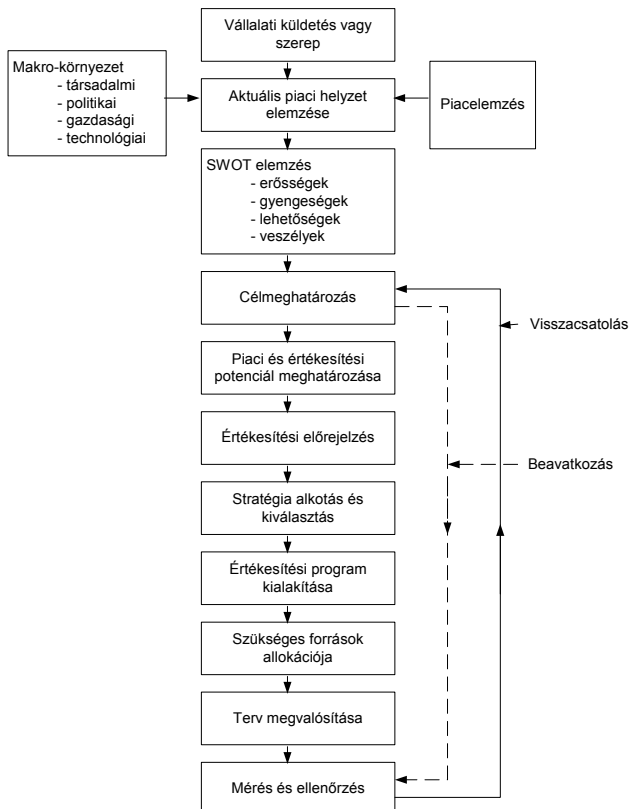 Vállalati küldetés vagy
szerep
Makro-környezet
- társadalmi
- politikai
- gazdasági
- technológiai
Aktuális piaci helyzet
elemzése
Piacelemzés
SWOT elemzés
- erősségek
- gyengeségek
- lehetőségek
- veszélyek
Célmeghatározás
Visszacsatolás
Piaci és értékesítési
potenciál meghatározása
Értékesítési előrejelzés
Beavatkozás
Stratégia alkotás és
kiválasztás
Értékesítési program
kialakítása
Szükséges források
allokációja
Terv megvalósítása
Mérés és ellenőrzés